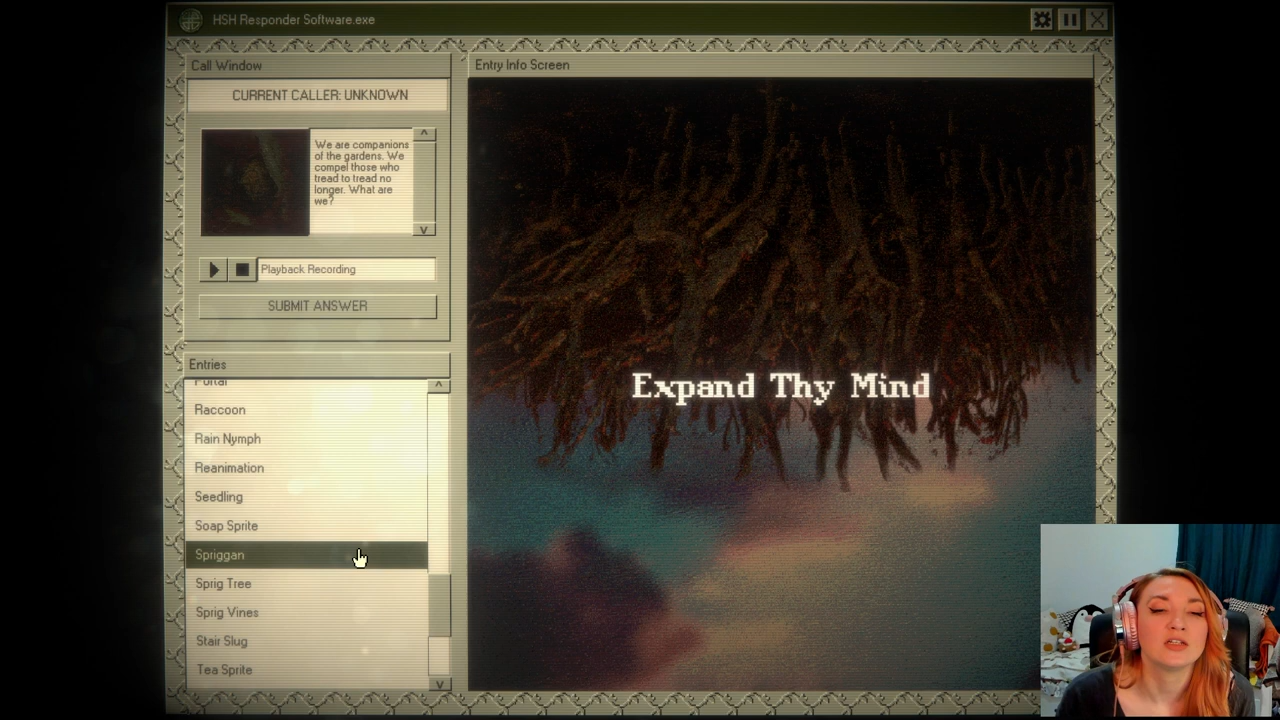 HSH Responder Software.exe
Call Window
CURRENT CALLER: UNKNOWN
We are companions
of the gardens. We
compel those who
tread to tread no
longer. What are
we?
Playback Recording
SUBMIT ANSWER
Entries
Portal
Raccoon
Rain Nymph
Reanimation
Seedling
Soap Sprite
Spriggan
Sprig Tree
Sprig Vines
Stair Slug
Tea Sprite
Entry Info Screen
Expand Thy Mind